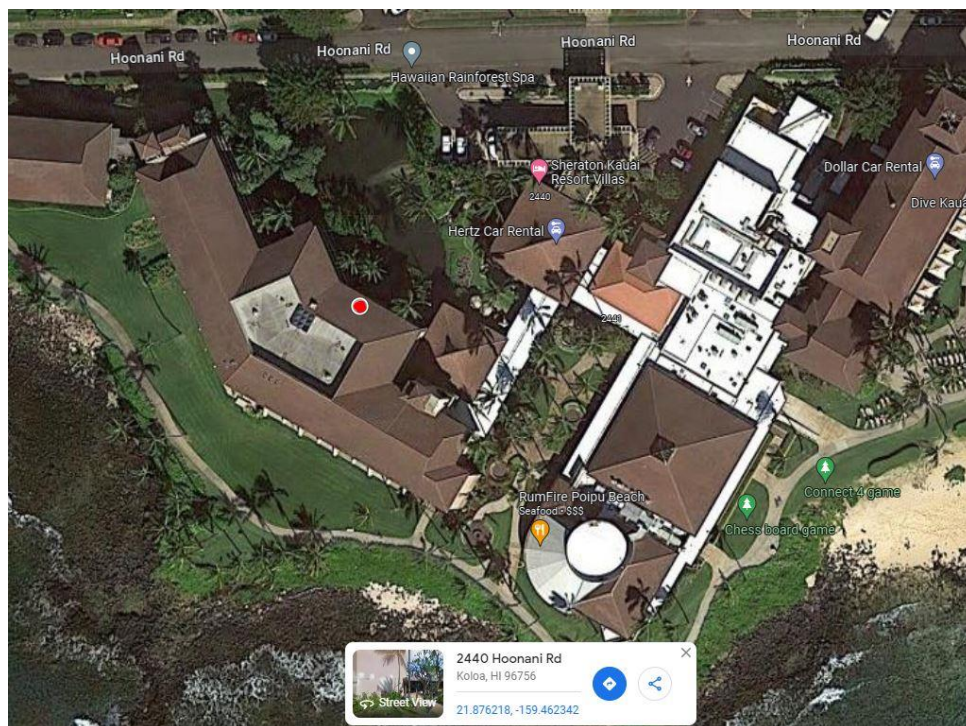 Hoonani Rd
Hoonani Rd
Hoonani Rd
Hoonani Rd
Hawaiian Rainforest Spa
Sheraton Kauai
Resort Villas
2440
Dollar Car Rental
Dive Kaua
Hertz Car Rental
2440
RumFire Poipu Beach
Seafood · $$$
Connect 4 game
Chess board game
2440 Hoonani Rd
Koloa, HI 96756
Street View
21.876218, -159.462342